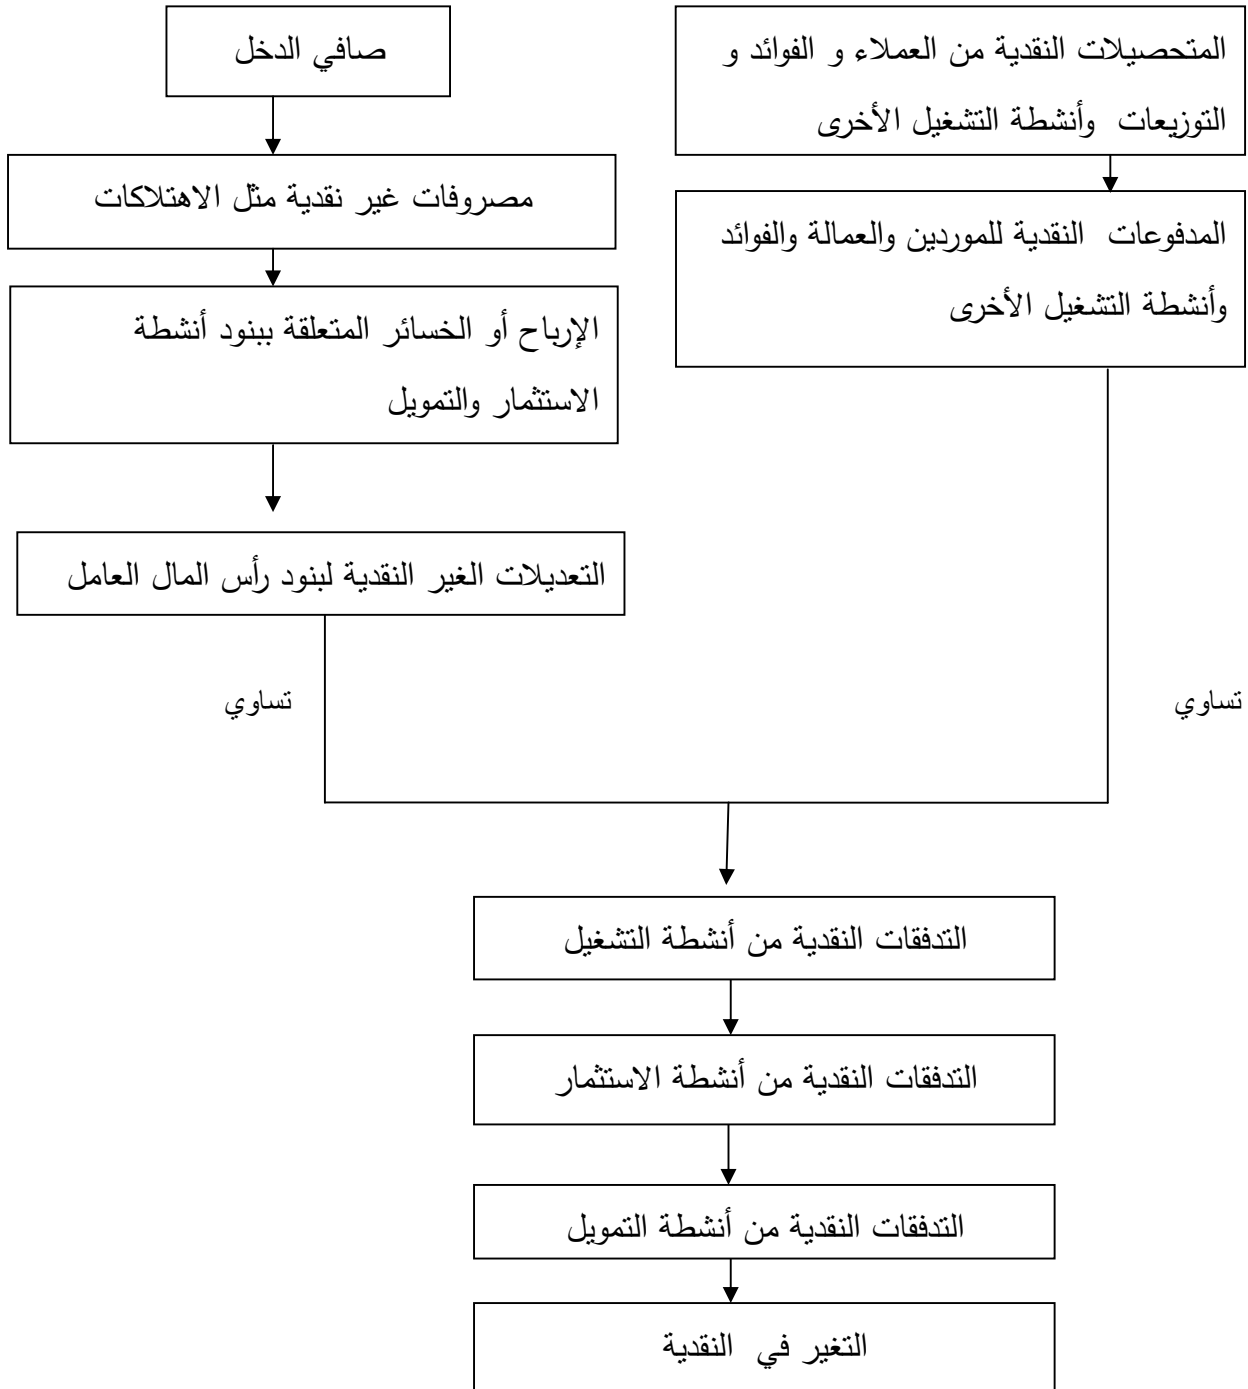 المتحصيلات النقدية من العملاء و الفوائد و
التوزيعات وأنشطة التشغيل الأخرى
صافي الدخل
مصروفات غير نقدية مثل الاهتلاكات
المدفوعات النقدية للموردين والعمالة والفوائد
وأنشطة التشغيل الأخرى
الإرباح أو الخسائر المتعلقة ببنود أنشطة
الاستثمار والتمويل
التعديلات الغير النقدية لبنود رأس المال العامل
تساوي
تساوي
التدفقات النقدية من أنشطة التشغيل
التدفقات النقدية من أنشطة الاستثمار
التدفقات النقدية من أنشطة التمويل
التغير في النقدية